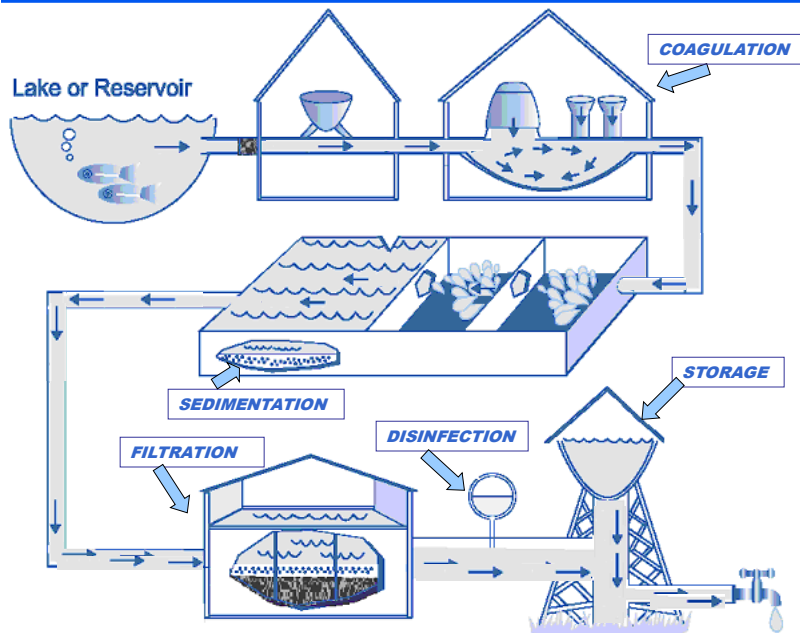 COAGULATION
Lake or Reservoir
STORAGE
SEDIMENTATION
DISINFECTION
FILTRATION